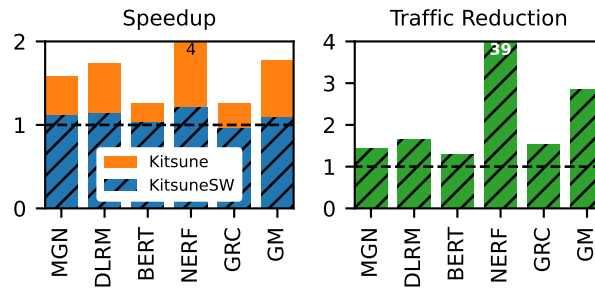 Speedup
2
1
0
4
Kitsune
KitsuneSW
MGN
DLRM
BERT
NERF
GRC
GM
Traffic Reduction
4
3
2
1
0
39
MGN
DLRM
BERT
NERF
GRC
GM